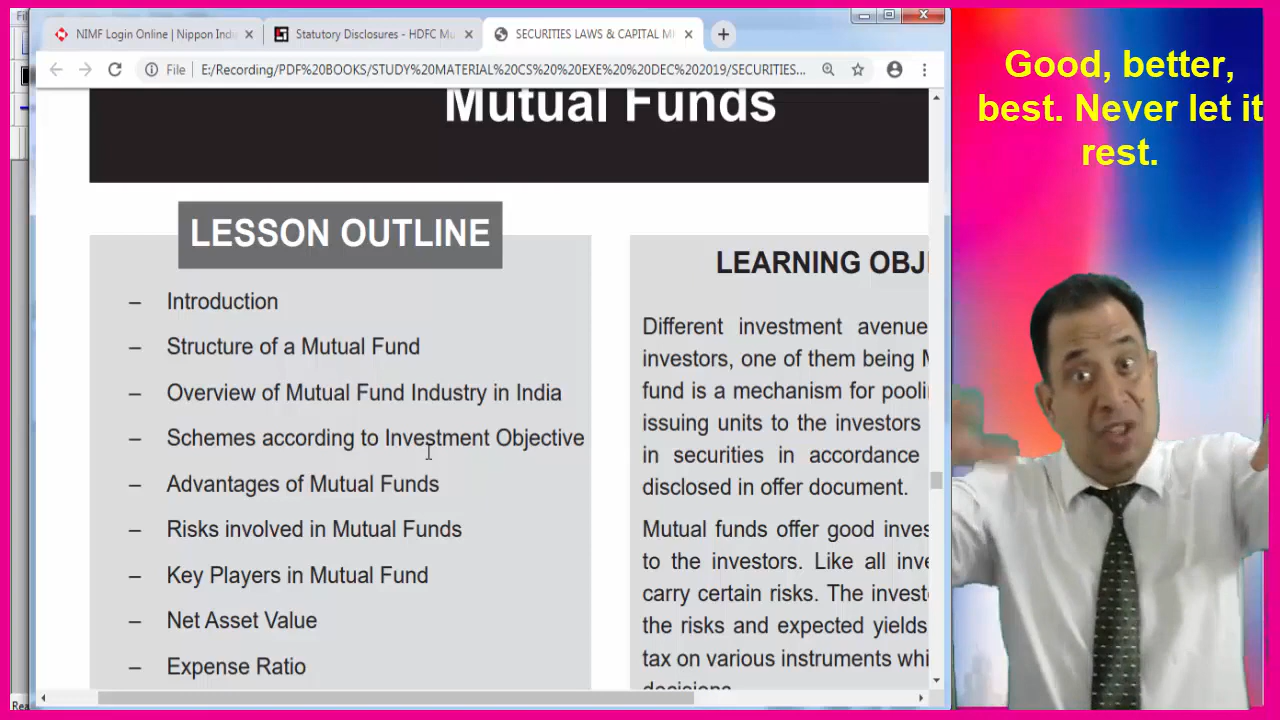 Fil
NIMF Login Online | Nippon Ind
Statutory Disclosures - HDFC Mu
SECURITIES LAWS & CAPITAL M
File
E:/Recording/PDF%20BOOKS/STUDY%20MATERIAL%20CS%20%20EXE%20%20DEC%202019/SECURITIES...
Mutual Funds
LESSON OUTLINE
– Introduction
– Structure of a Mutual Fund
– Overview of Mutual Fund Industry in India
– Schemes according to Investment Objective
– Advantages of Mutual Funds
– Risks involved in Mutual Funds
– Key Players in Mutual Fund
– Net Asset Value
– Expense Ratio
LEARNING OBJ
Different investment avenue
investors, one of them being M
fund is a mechanism for pooli
issuing units to the investors
in securities in accordance
disclosed in offer document.
Mutual funds offer good inves
to the investors. Like all inve
carry certain risks. The invest
the risks and expected yields
tax on various instruments whi
decisions
Rea
Good, better,
best. Never let it
rest.